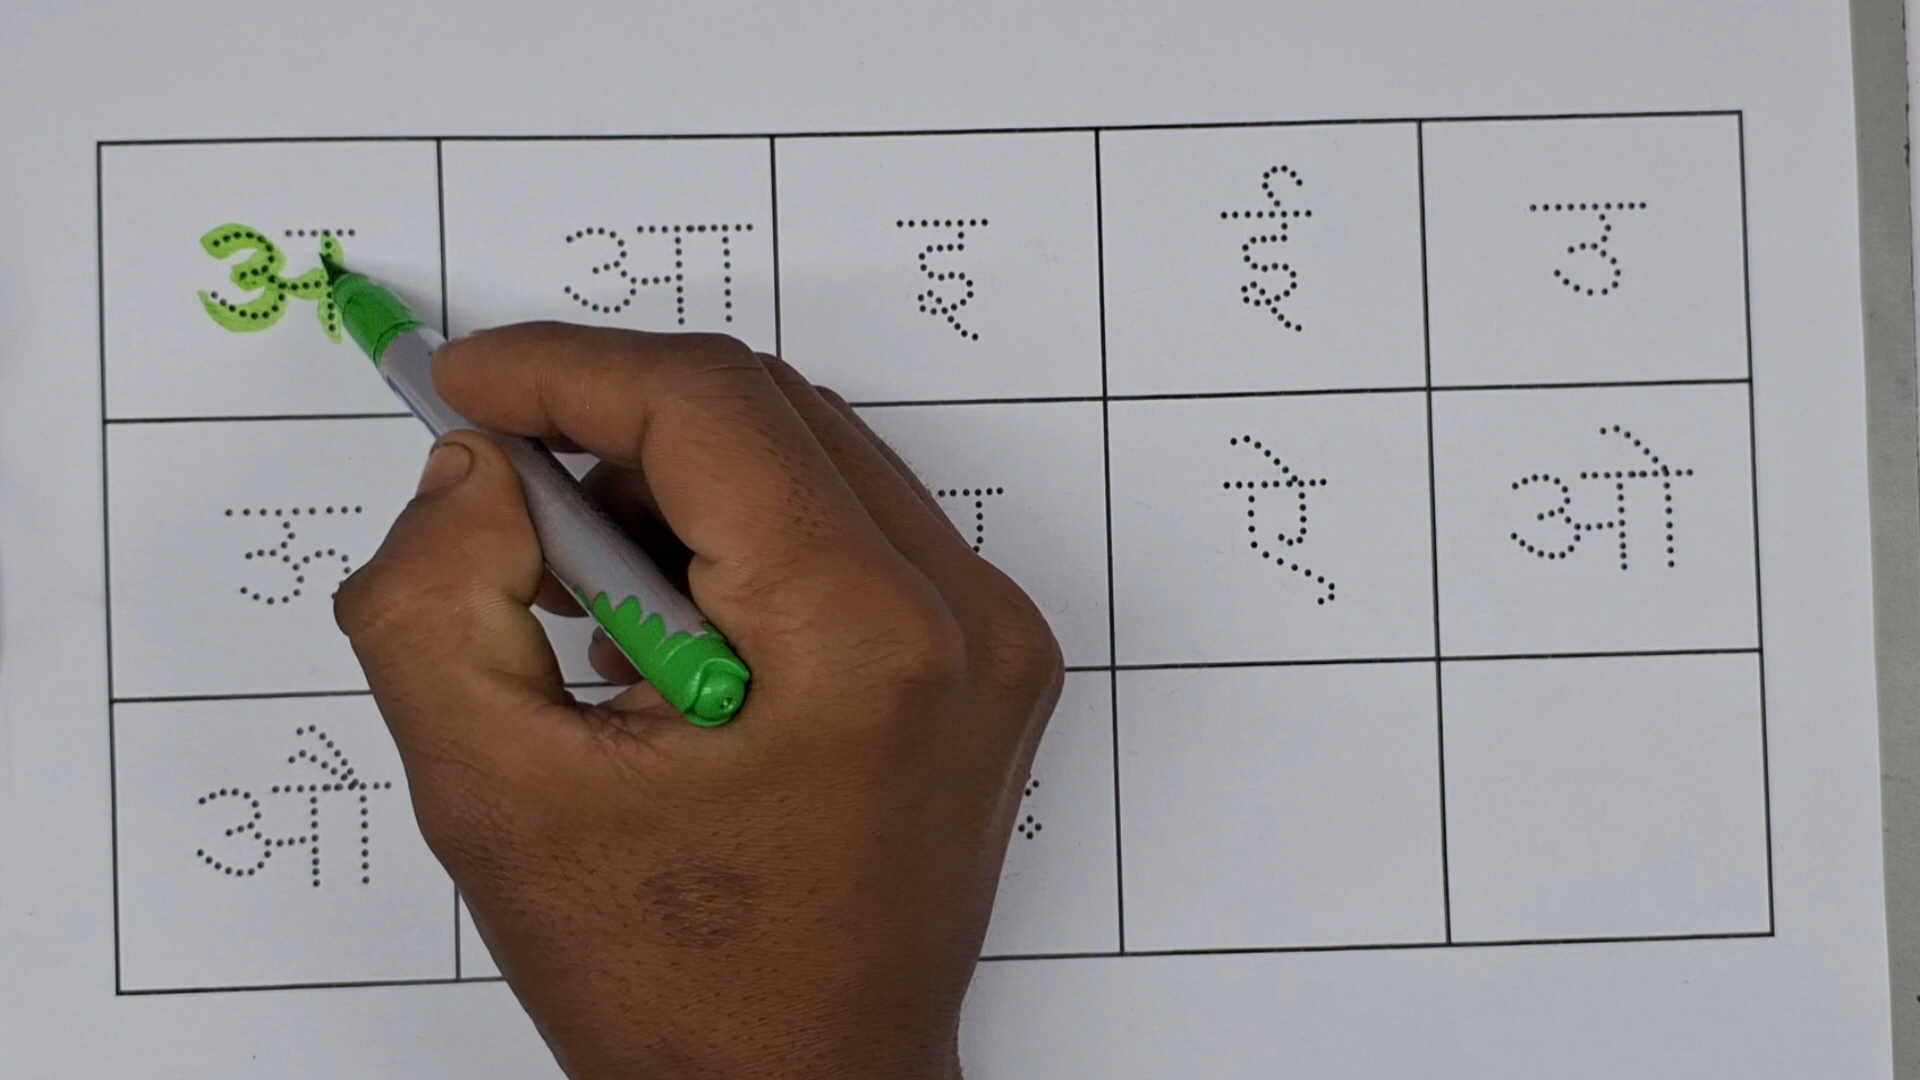 अ आ इ ई उ
ऊ ऐ ओ
औ